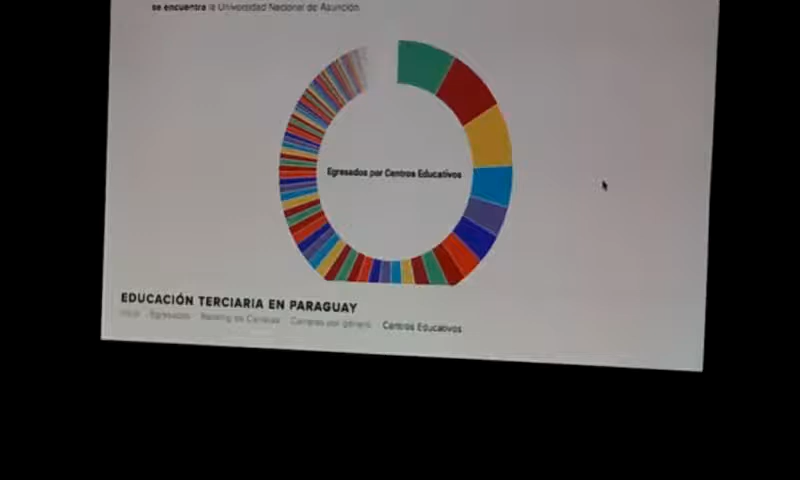 se encuentra la Universidad Nacional de Asunción
Egresados por Centros Educativos
EDUCACIÓN TERCIARIA EN PARAGUAY
Inicio Egresados Ranking de Carreras Carreras por género Centros Educativos